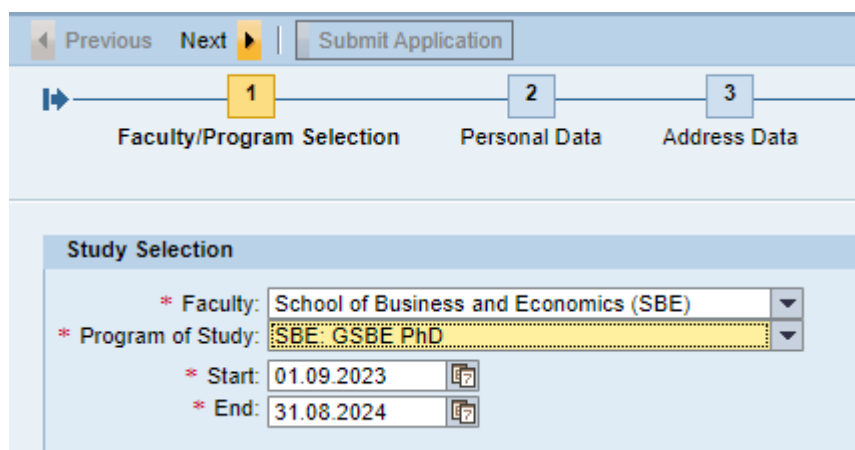 Previous Next Submit Application
1 2 3
Faculty/Program Selection Personal Data Address Data
Study Selection
* Faculty: School of Business and Economics (SBE)
* Program of Study: SBE: GSBE PhD
* Start: 01.09.2023
* End: 31.08.2024